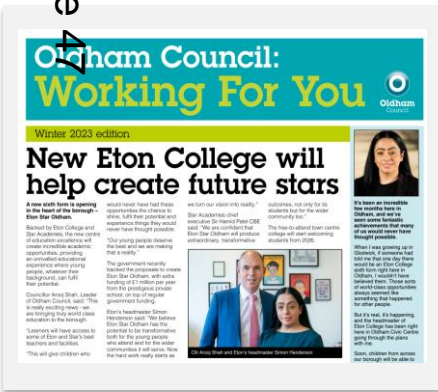 Oldham Council:
Working For You
Oldham
Council
Winter 2023 edition
New Eton College will
help create future stars
A new sixth form is opening
in the heart of the borough –
Eton Star Oldham.
Backed by Eton College and
Star Academies, the new centre
of education excellence will
create incredible academic
opportunities, providing
an unrivalled educational
experience where young
people, whatever their
background, can fulfil
their potential.
Councillor Arooj Shah, Leader
of Oldham Council, said: "This
is really exciting news - we
are bringing truly world class
education to the borough.
"Learners will have access to
some of Eton and Star's best
teachers and facilities.
"This will give children who
would never have had these
opportunities the chance to
shine, fulfil their potential and
experience things they would
never have thought possible.
"Our young people deserve
the best and we are making
that a reality."
The government recently
backed the proposals to create
Eton Star Oldham, with extra
funding of £1 million per year
from the prestigious private
school, on top of regular
government funding.
Eton's headmaster Simon
Henderson said: "We believe
Eton Star Oldham has the
potential to be transformative
both for the young people
who attend and for the wider
communities it will serve. Now
the hard work really starts as
we turn our vision into reality."
Star Academies chief
executive Sir Hamid Patel CBE
said: "We are confident that
Eton Star Oldham will produce
extraordinary, transformative
outcomes, not only for its
students but for the wider
community too."
The free-to-attend town centre
college will start welcoming
students from 2026.
Cllr Arooj Shah and Eton's headmaster Simon Henderson
It's been an incredible
few months here in
Oldham, and we've
seen some fantastic
achievements that many
of us would never have
thought possible.
When I was growing up in
Glodwick, if someone had
told me that one day there
would be an Eton College
sixth form right here in
Oldham, I wouldn't have
believed them. Those sorts
of world-class opportunities
always seemed like
something that happened
for other people.
But it's real, it's happening,
and the headmaster of
Eton College has been right
here in Oldham Civic Centre
going through the plans
with me.
Soon, children from across
our borough will be able to